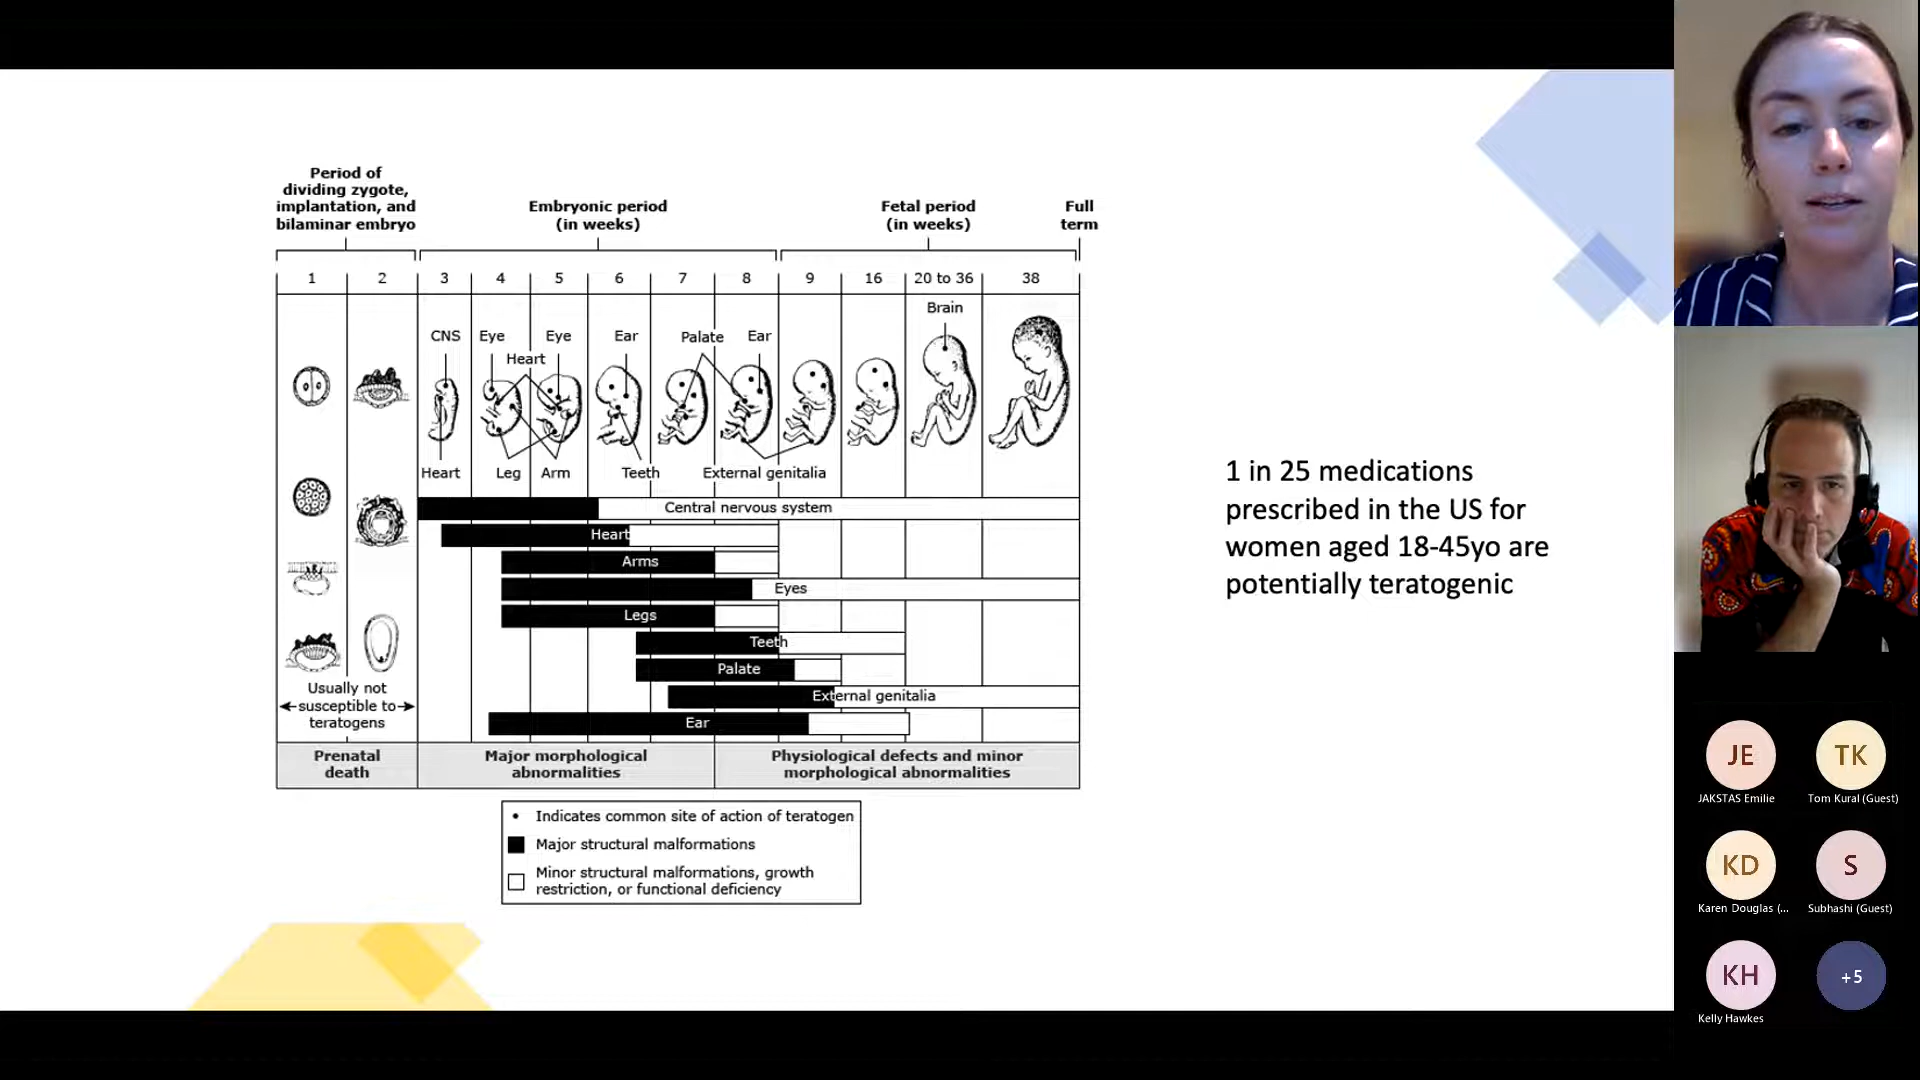 Period of
dividing zygote,
implantation, and
bilaminar embryo
Embryonic period
(in weeks)
Fetal period
(in weeks)
Full
term
1 2 3 4 5 6 7 8 9 16 20 to 36 38
Brain
CNS Eye Eye Ear Palate Ear
Heart
Heart Leg Arm Teeth External genitalia
Central nervous system
Heart
Arms
Eyes
Legs
Teeth
Palate
External genitalia
Ear
Usually not
susceptible to
teratogens
Prenatal
death
Major morphological
abnormalities
Physiological defects and minor
morphological abnormalities
• Indicates common site of action of teratogen
Major structural malformations
Minor structural malformations, growth
restriction, or functional deficiency
1 in 25 medications
prescribed in the US for
women aged 18-45yo are
potentially teratogenic
JE
JAKSTAS Emilie
TK
Tom Kural (Guest)
KD
Karen Douglas (...
S
Subhashi (Guest)
KH
Kelly Hawkes
+5